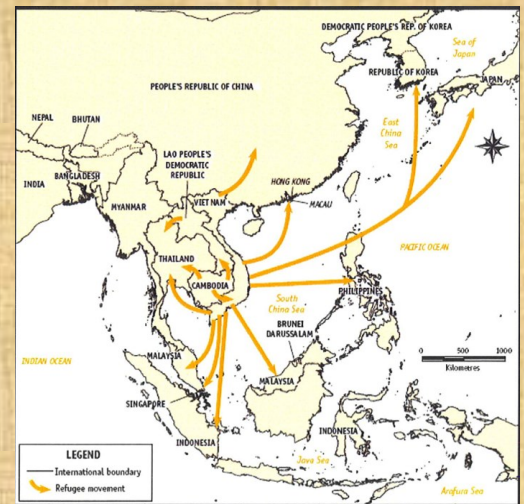 DEMOCRATIC PEOPLE'S REP. OF KOREA
Sea of
Japan
REPUBLIC OF KOREA
JAPAN
PEOPLE'S REPUBLIC OF CHINA
East
China
Sea
NEPAL
BHUTAN
LAO PEOPLE'S
DEMOCRATIC
REPUBLIC
HONG KONG
BANGLADESH
INDIA
VIET NAM
MACAU
MYANMAR
PACIFIC OCEAN
THAILAND
CAMBODIA
PHILIPPINES
South
China Sea
BRUNEI
DARUSSALAM
INDIAN OCEAN
MALAYSIA
0 500 1000
Kilometres
MALAYSIA
SINGAPORE
INDONESIA
INDONESIA
LEGEND
International boundary
Refugee movement
Java Sea
Arafura Sea